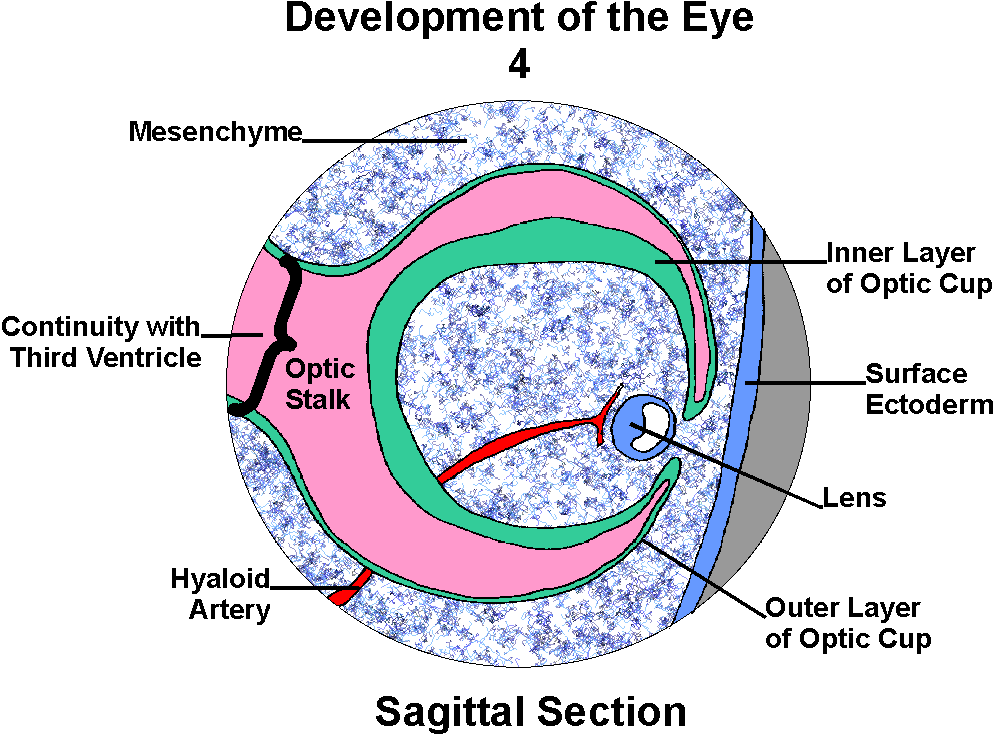 Development of the Eye
4
Mesenchyme
Inner Layer
of Optic Cup
Continuity with
Third Ventricle
Optic
Stalk
Surface
Ectoderm
Lens
Hyaloid
Artery
Outer Layer
of Optic Cup
Sagittal Section